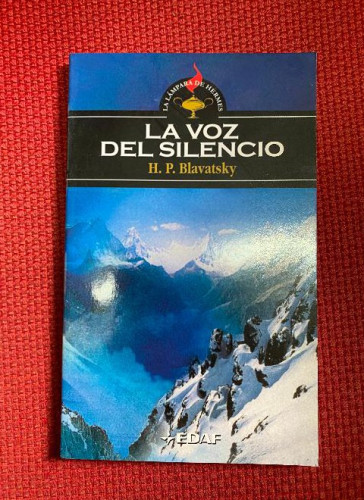 LA LÁMPARA DE HERMES
LA VOZ
DEL SILENCIO
H. P. Blavatsky
EDAF